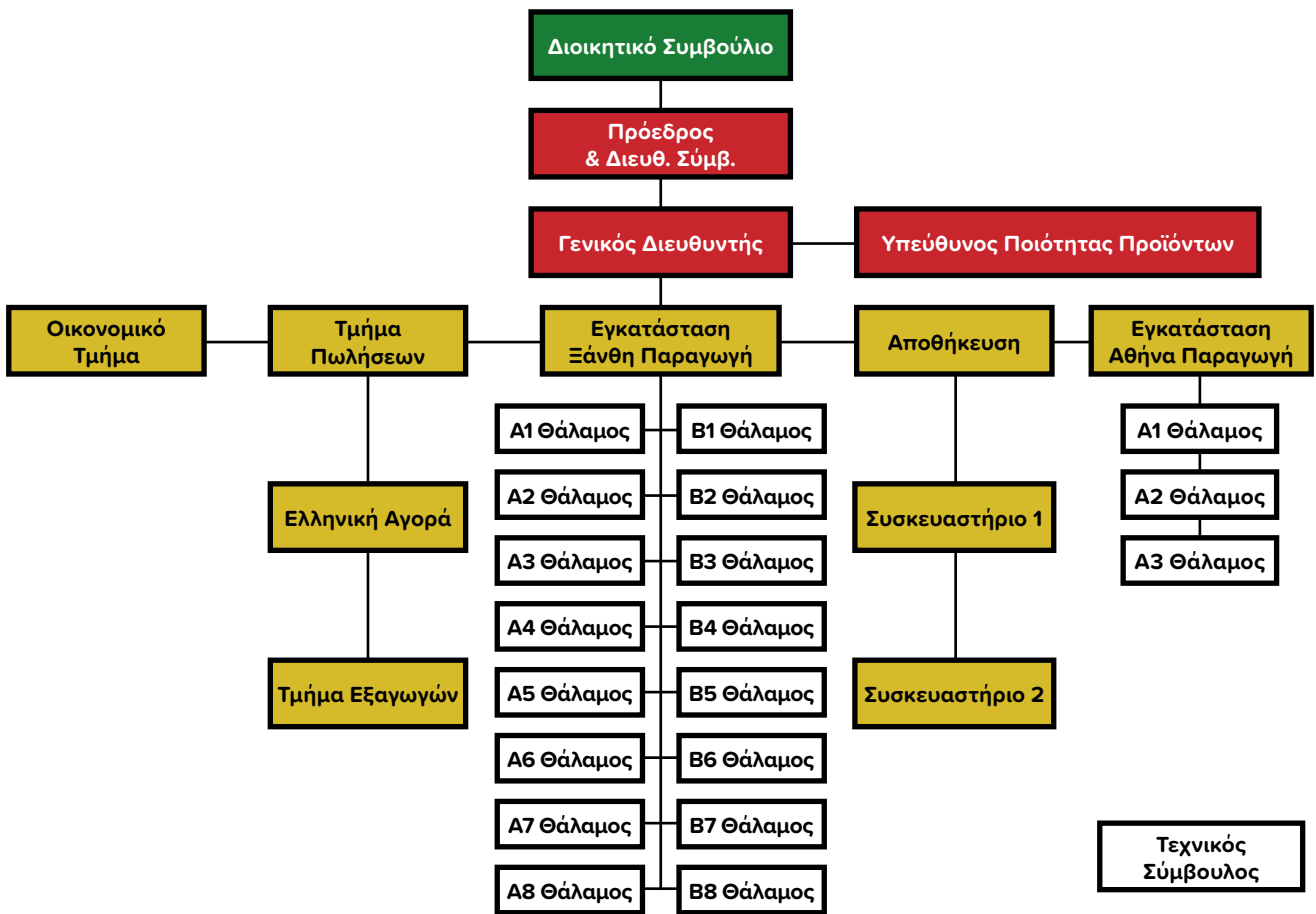 Διοικητικό Συμβούλιο
Πρόεδρος
& Διευθ. Σύμβ.
Γενικός Διευθυντής
Υπεύθυνος Ποιότητας Προϊόντων
Οικονομικό
Τμήμα
Τμήμα
Πωλήσεων
Εγκατάσταση
Ξάνθη Παραγωγή
Αποθήκευση
Εγκατάσταση
Αθήνα Παραγωγή
Ελληνική Αγορά
Τμήμα Εξαγωγών
Α1 Θάλαμος
Β1 Θάλαμος
Α2 Θάλαμος
Β2 Θάλαμος
Α3 Θάλαμος
Β3 Θάλαμος
Α4 Θάλαμος
Β4 Θάλαμος
Α5 Θάλαμος
Β5 Θάλαμος
Α6 Θάλαμος
Β6 Θάλαμος
Α7 Θάλαμος
Β7 Θάλαμος
Α8 Θάλαμος
Β8 Θάλαμος
Συσκευαστήριο 1
Συσκευαστήριο 2
Α1 Θάλαμος
Α2 Θάλαμος
Α3 Θάλαμος
Τεχνικός
Σύμβουλος